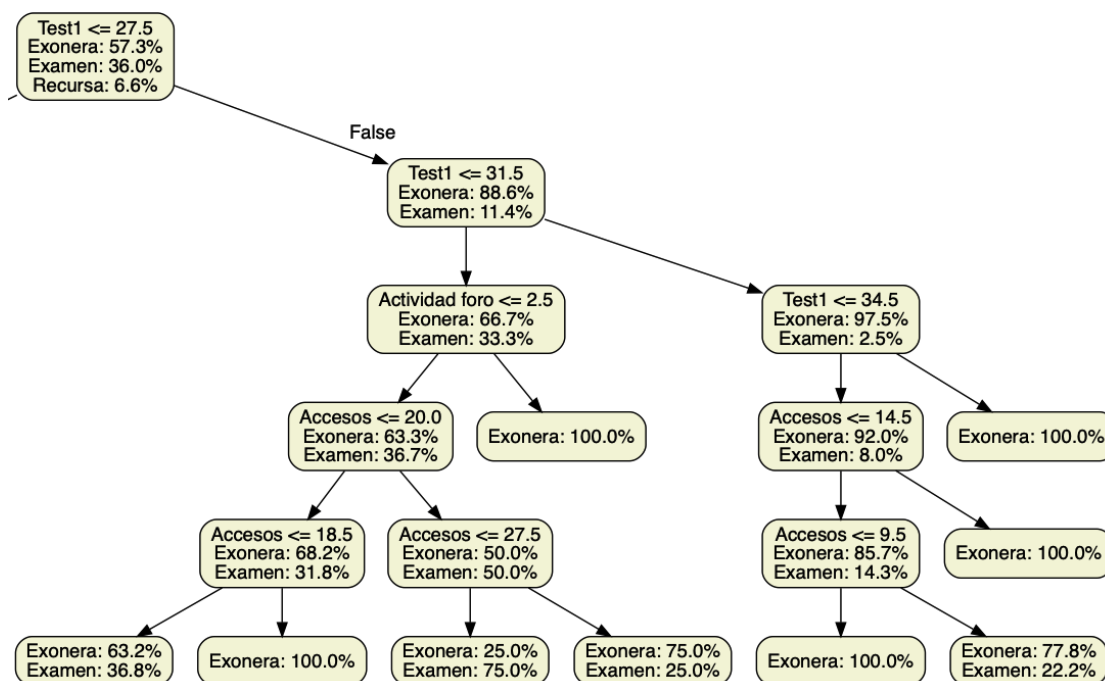 Test1 <= 27.5
Exonera: 57.3%
Examen: 36.0%
Recursa: 6.6%
False
Test1 <= 31.5
Exonera: 88.6%
Examen: 11.4%
Actividad foro <= 2.5
Exonera: 66.7%
Examen: 33.3%
Test1 <= 34.5
Exonera: 97.5%
Examen: 2.5%
Accesos <= 20.0
Exonera: 63.3%
Examen: 36.7%
Exonera: 100.0%
Accesos <= 14.5
Exonera: 92.0%
Examen: 8.0%
Exonera: 100.0%
Accesos <= 18.5
Exonera: 68.2%
Examen: 31.8%
Accesos <= 27.5
Exonera: 50.0%
Examen: 50.0%
Accesos <= 9.5
Exonera: 85.7%
Examen: 14.3%
Exonera: 100.0%
Exonera: 63.2%
Examen: 36.8%
Exonera: 100.0%
Exonera: 25.0%
Examen: 75.0%
Exonera: 75.0%
Examen: 25.0%
Exonera: 100.0%
Exonera: 77.8%
Examen: 22.2%